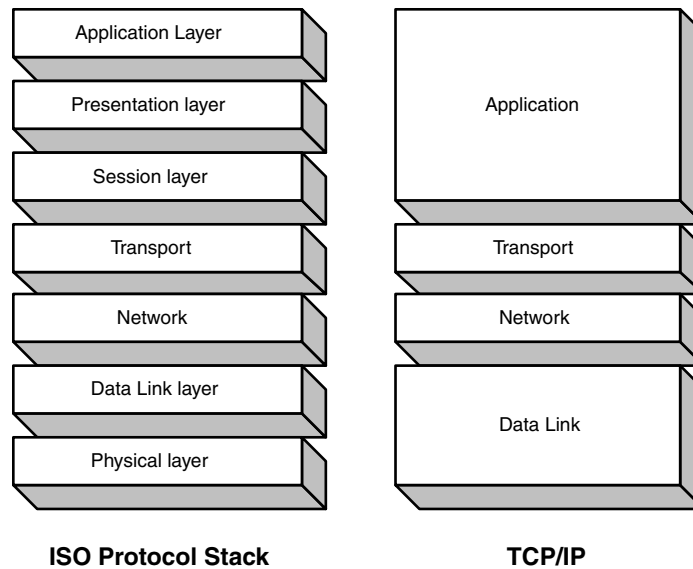 Application Layer
Presentation layer
Session layer
Transport
Network
Data Link layer
Physical layer
ISO Protocol Stack
Application
Transport
Network
Data Link
TCP/IP